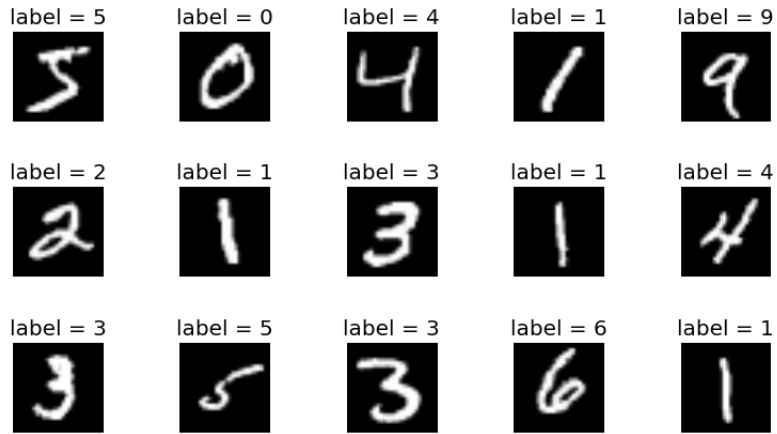 label = 5 label = 0 label = 4 label = 1 label = 9
5 0 4 1 9
label = 2 label = 1 label = 3 label = 1 label = 4
2 1 3 1 4
label = 3 label = 5 label = 3 label = 6 label = 1
3 5 3 6 1